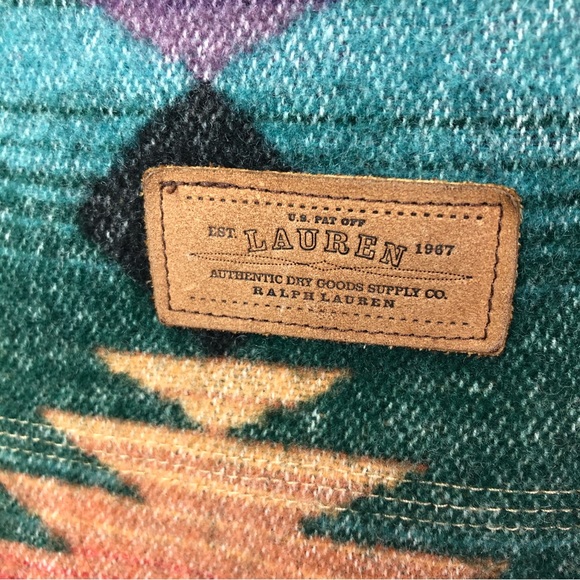 U.S. PAT OFF
EST. LAUREN 1967
AUTHENTIC DRY GOODS SUPPLY CO.
RALPH LAUREN